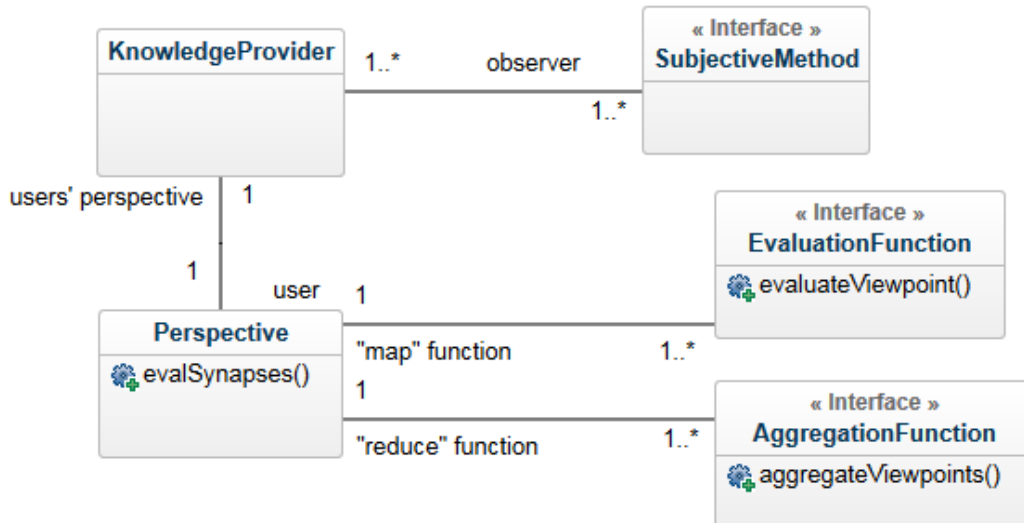 KnowledgeProvider
1..*
observer
1..*
« Interface »
SubjectiveMethod
users' perspective
1
1
user
1
Perspective
evalSynapses()
"map" function
1..*
« Interface »
EvaluationFunction
evaluateViewpoint()
1
"reduce" function
1..*
« Interface »
AggregationFunction
aggregateViewpoints()